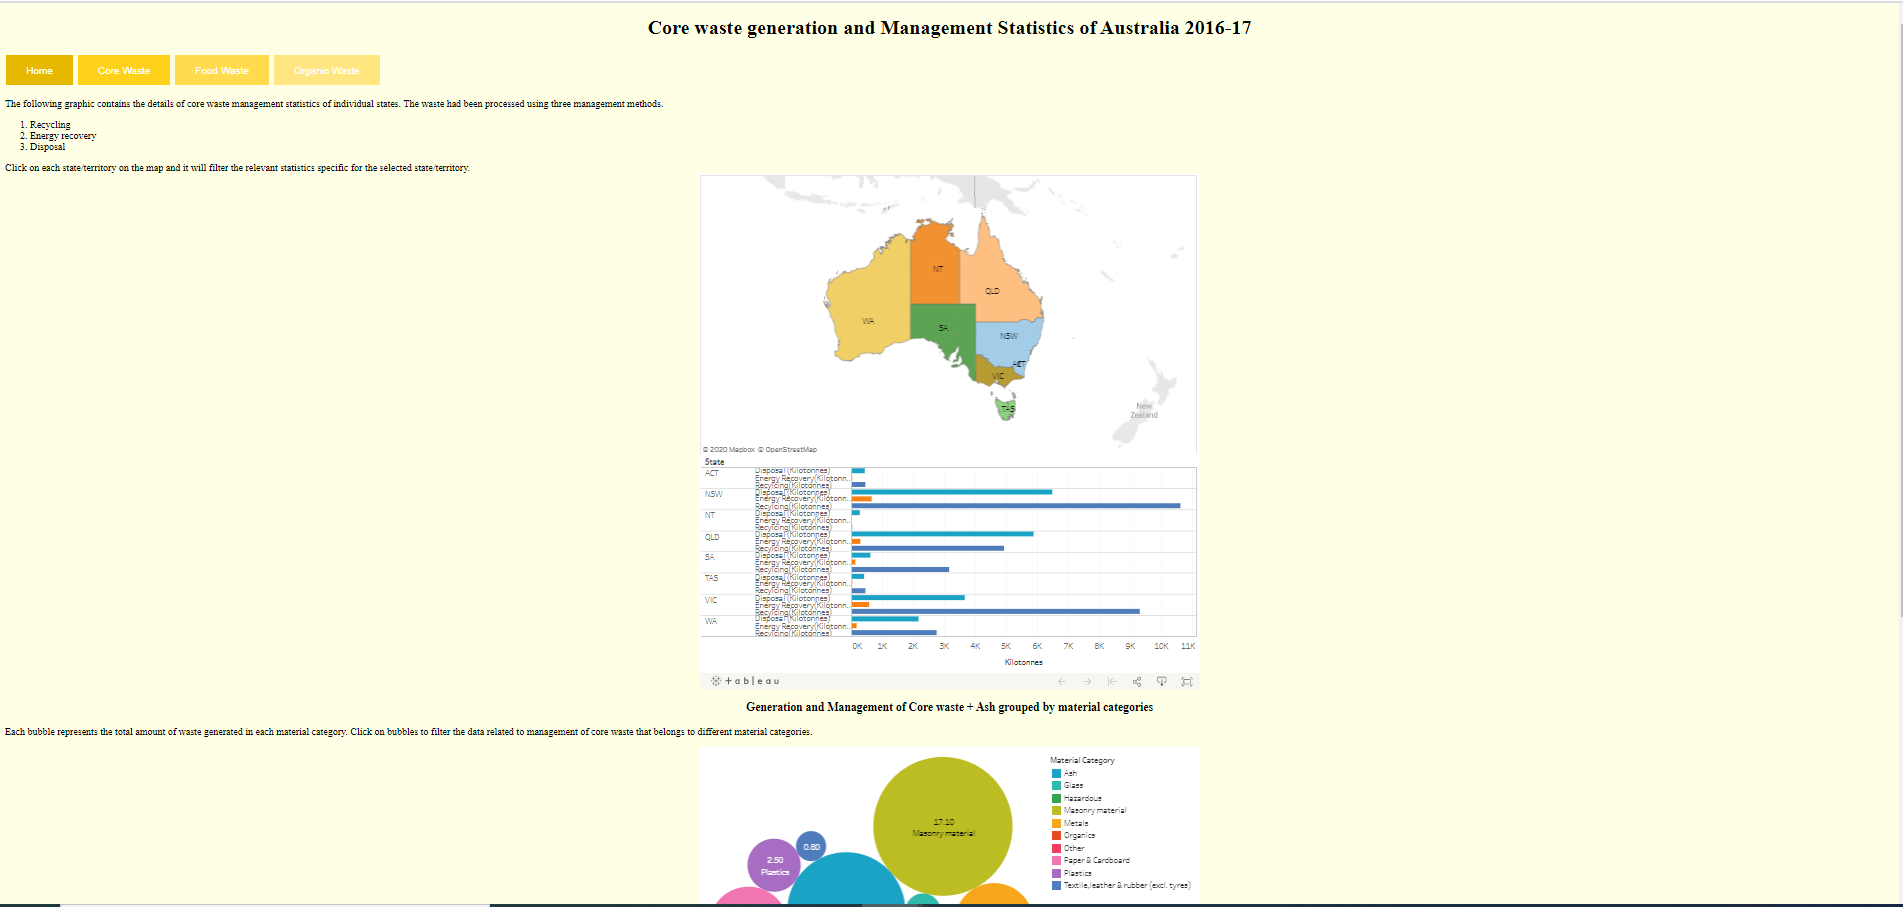 Core waste generation and Management Statistics of Australia 2016-17
Home
Core Waste
Food Waste
Organic Waste
The following graphic contains the details of core waste management statistics of individual states. The waste had been processed using three management methods.
1. Recycling
2. Energy recovery
3. Disposal
Click on each state/territory on the map and it will filter the relevant statistics specific for the selected state/territory.
NT
QLD
WA
SA
NSW
ACT
VIC
TAS
New
Zealand
© 2020 Mapbox © OpenStreetMap
State
ACT
Disposal (Kilotonnes)
Energy Recovery(Kilotonn..
Recylcing(Kilotonnes)
NSW
Disposal (Kilotonnes)
Energy Recovery(Kilotonn..
Recylcing(Kilotonnes)
NT
Disposal (Kilotonnes)
Energy Recovery(Kilotonn..
Recylcing(Kilotonnes)
QLD
Disposal (Kilotonnes)
Energy Recovery(Kilotonn..
Recylcing(Kilotonnes)
SA
Disposal (Kilotonnes)
Energy Recovery(Kilotonn..
Recylcing(Kilotonnes)
TAS
Disposal (Kilotonnes)
Energy Recovery(Kilotonn..
Recylcing(Kilotonnes)
VIC
Disposal (Kilotonnes)
Energy Recovery(Kilotonn..
Recylcing(Kilotonnes)
WA
Disposal (Kilotonnes)
Energy Recovery(Kilotonn..
Recylcing(Kilotonnes)
0K 1K 2K 3K 4K 5K 6K 7K 8K 9K 10K 11K
Kilotonnes
+ a b l e a u
Generation and Management of Core waste + Ash grouped by material categories
Each bubble represents the total amount of waste generated in each material category. Click on bubbles to filter the data related to management of core waste that belongs to different material categories.
17.10
Masonry material
0.80
2.50
Plastics
Material Category
Ash
Glass
Hazardous
Masonry material
Metals
Organics
Other
Paper & Cardboard
Plastics
Textile,leather & rubber (excl. tyres)